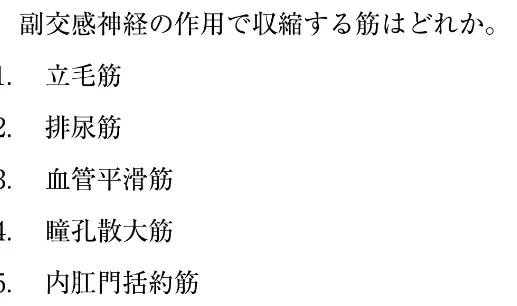 副交感神経の作用で収縮する筋はどれか。
1. 立毛筋
2. 排尿筋
3. 血管平滑筋
4. 瞳孔散大筋
5. 内肛門括約筋